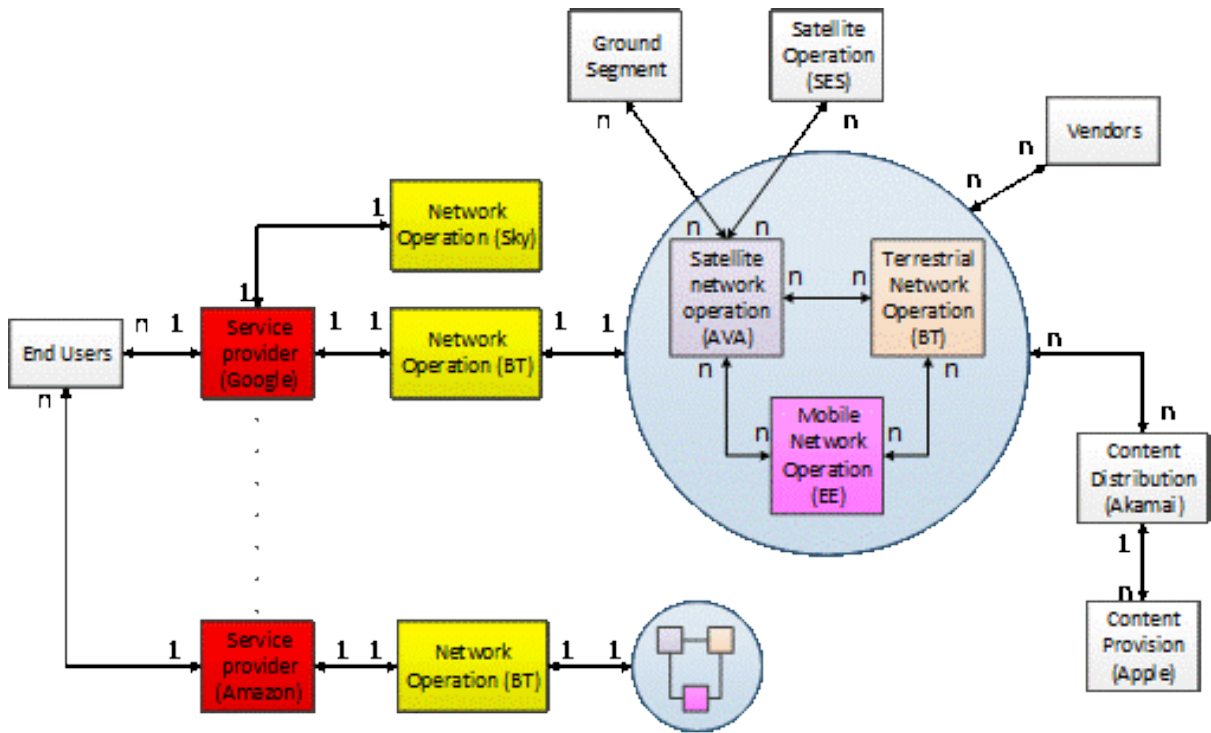 Ground
Segment
n
Satellite
Operation
(SES)
n
Vendors
n
n
Network
Operation (Sky)
1
1
End Users
n
1
n
Service
provider
(Google)
1
1
Network
Operation (BT)
1
1
n
n
Satellite
network
operation
(AVA)
n
n
n
Terrestrial
Network
Operation
(BT)
n
n
Mobile
Network
Operation
(EE)
n
n
n
n
Content
Distribution
(Akamai)
1
n
Content
Provision
(Apple)
1
Service
provider
(Amazon)
1
1
Network
Operation (BT)
1
1